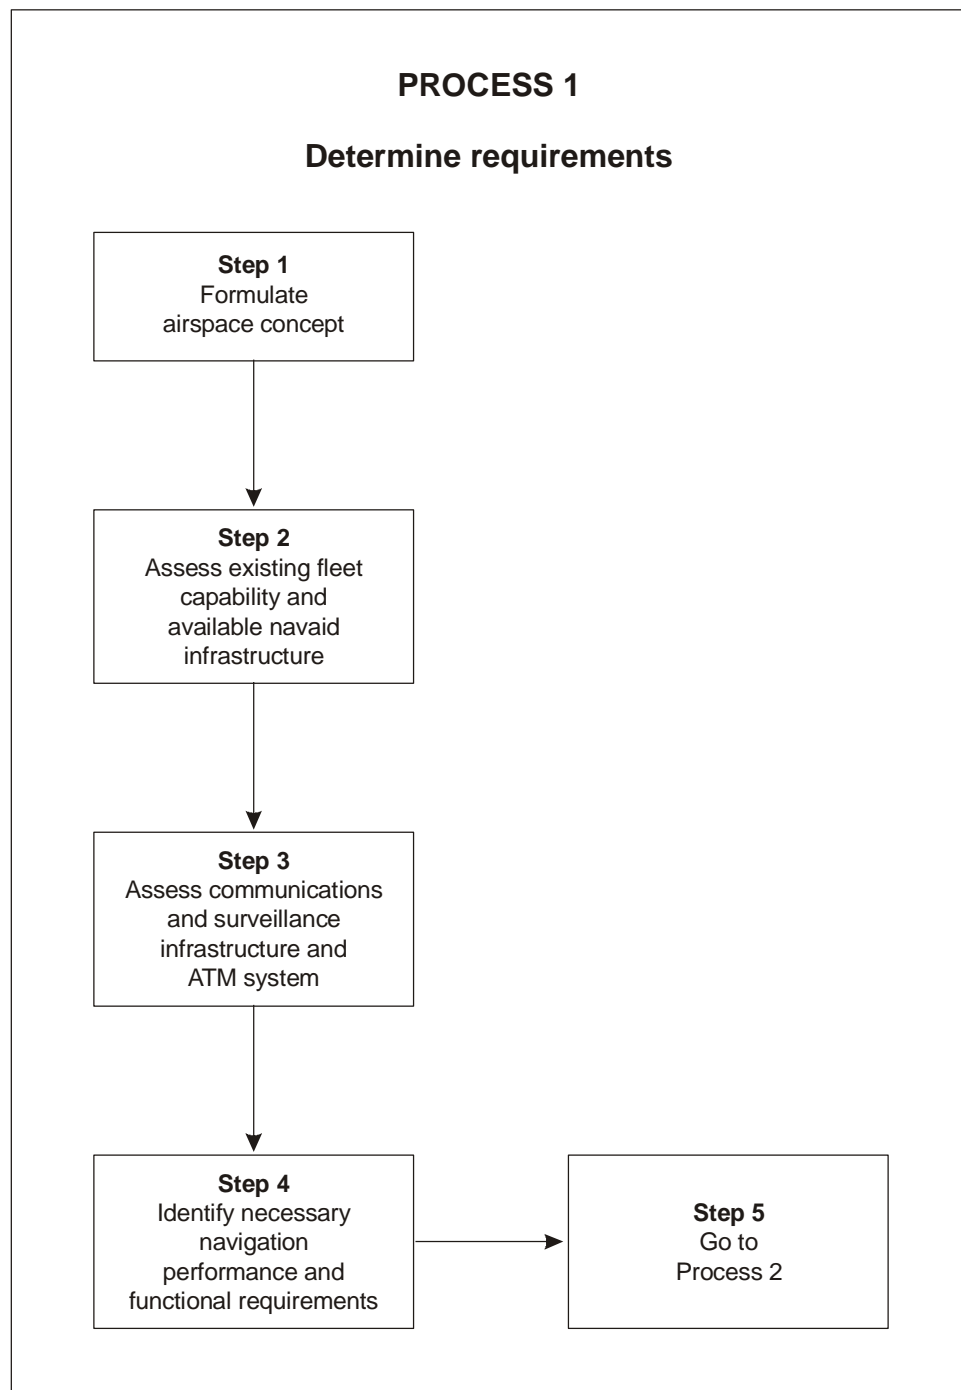 PROCESS 1
Determine requirements
Step 1
Formulate
airspace concept
Step 2
Assess existing fleet
capability and
available navaid
infrastructure
Step 3
Assess communications
and surveillance
infrastructure and
ATM system
Step 4
Identify necessary
navigation
performance and
functional requirements
Step 5
Go to
Process 2